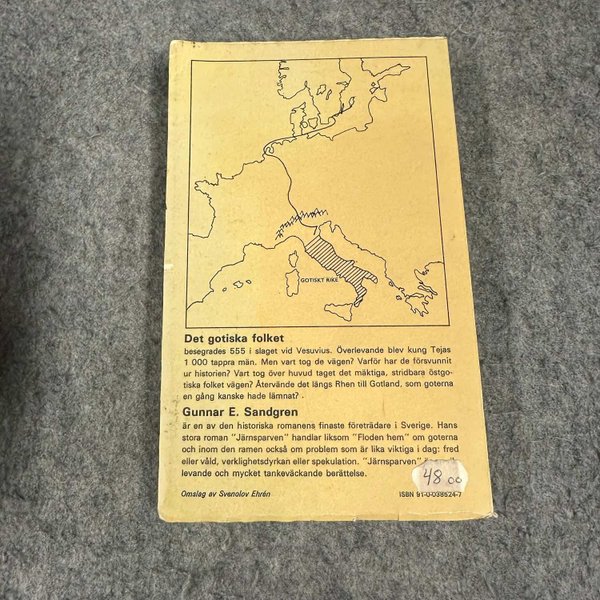 GOTISKT RIKE
Det gotiska folket
besegrades 555 i slaget vid Vesuvius. Överlevande blev kung Tejas
1 000 tappra män. Men vart tog de vägen? Varför har de försvunnit
ur historien? Vart tog över huvud taget det mäktiga, stridbara östgo-
tiska folket vägen? Återvände det längs Rhen till Gotland, som goterna
en gång kanske hade lämnat? .
Gunnar E. Sandgren
är en av den historiska romanens finaste företrädare i Sverige. Hans
stora roman "Järnsparven" handlar liksom "Floden hem" om goterna
och inom den ramen också om problem som är lika viktiga i dag: fred
eller våld, verklighetsdyrkan eller spekulation. "Järnsparven"
levande och mycket tankeväckande berättelse.
48 00
Omslag av Svenolov Ehrén
ISBN 91-0-038524-7